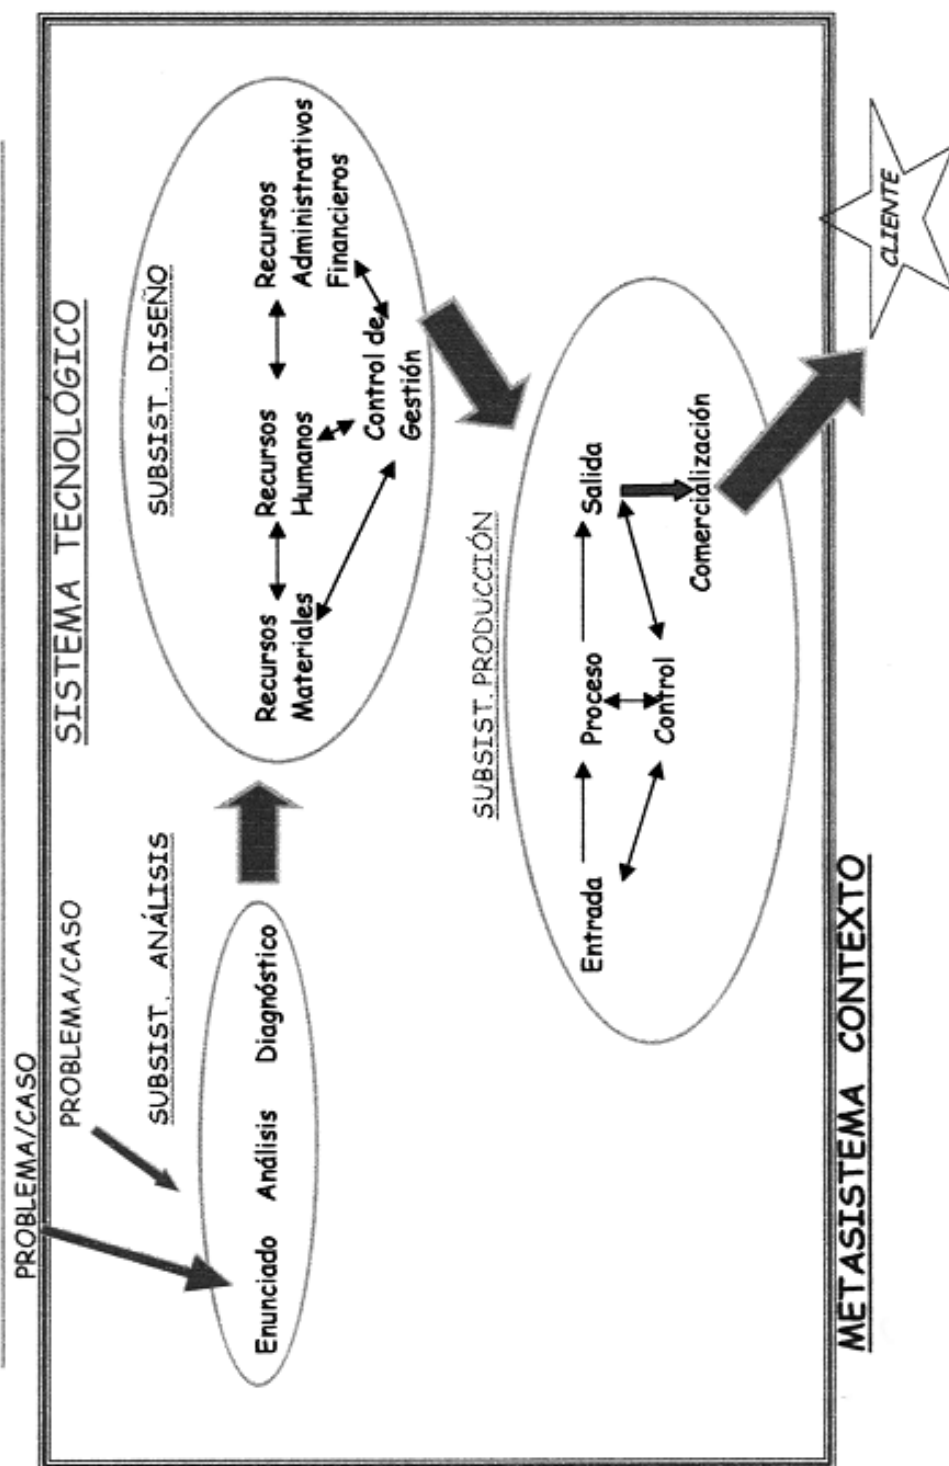 PROBLEMA/CASO
SISTEMA TECNOLOGICO
PROBLEMA/CASO
SUBSIST. ANÁLISIS
SUBSIST. DISEÑO
Enunciado Análisis Diagnóstico
Recursos
Materiales
Recursos
Humanos
Recursos
Administrativos
Financieros
Control de
Gestión
SUBSIST. PRODUCCIÓN
Entrada
Proceso
Salida
Control
Comercialización
METASISTEMA CONTEXTO
CLIENTE